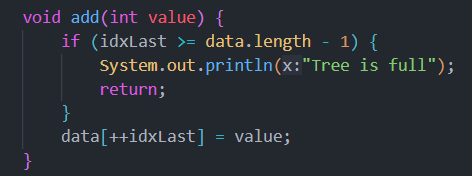 void add(int value) {
if (idxLast >= data.length - 1) {
System.out.println(x:"Tree is full");
return;
}
data[++idxLast] = value;
}